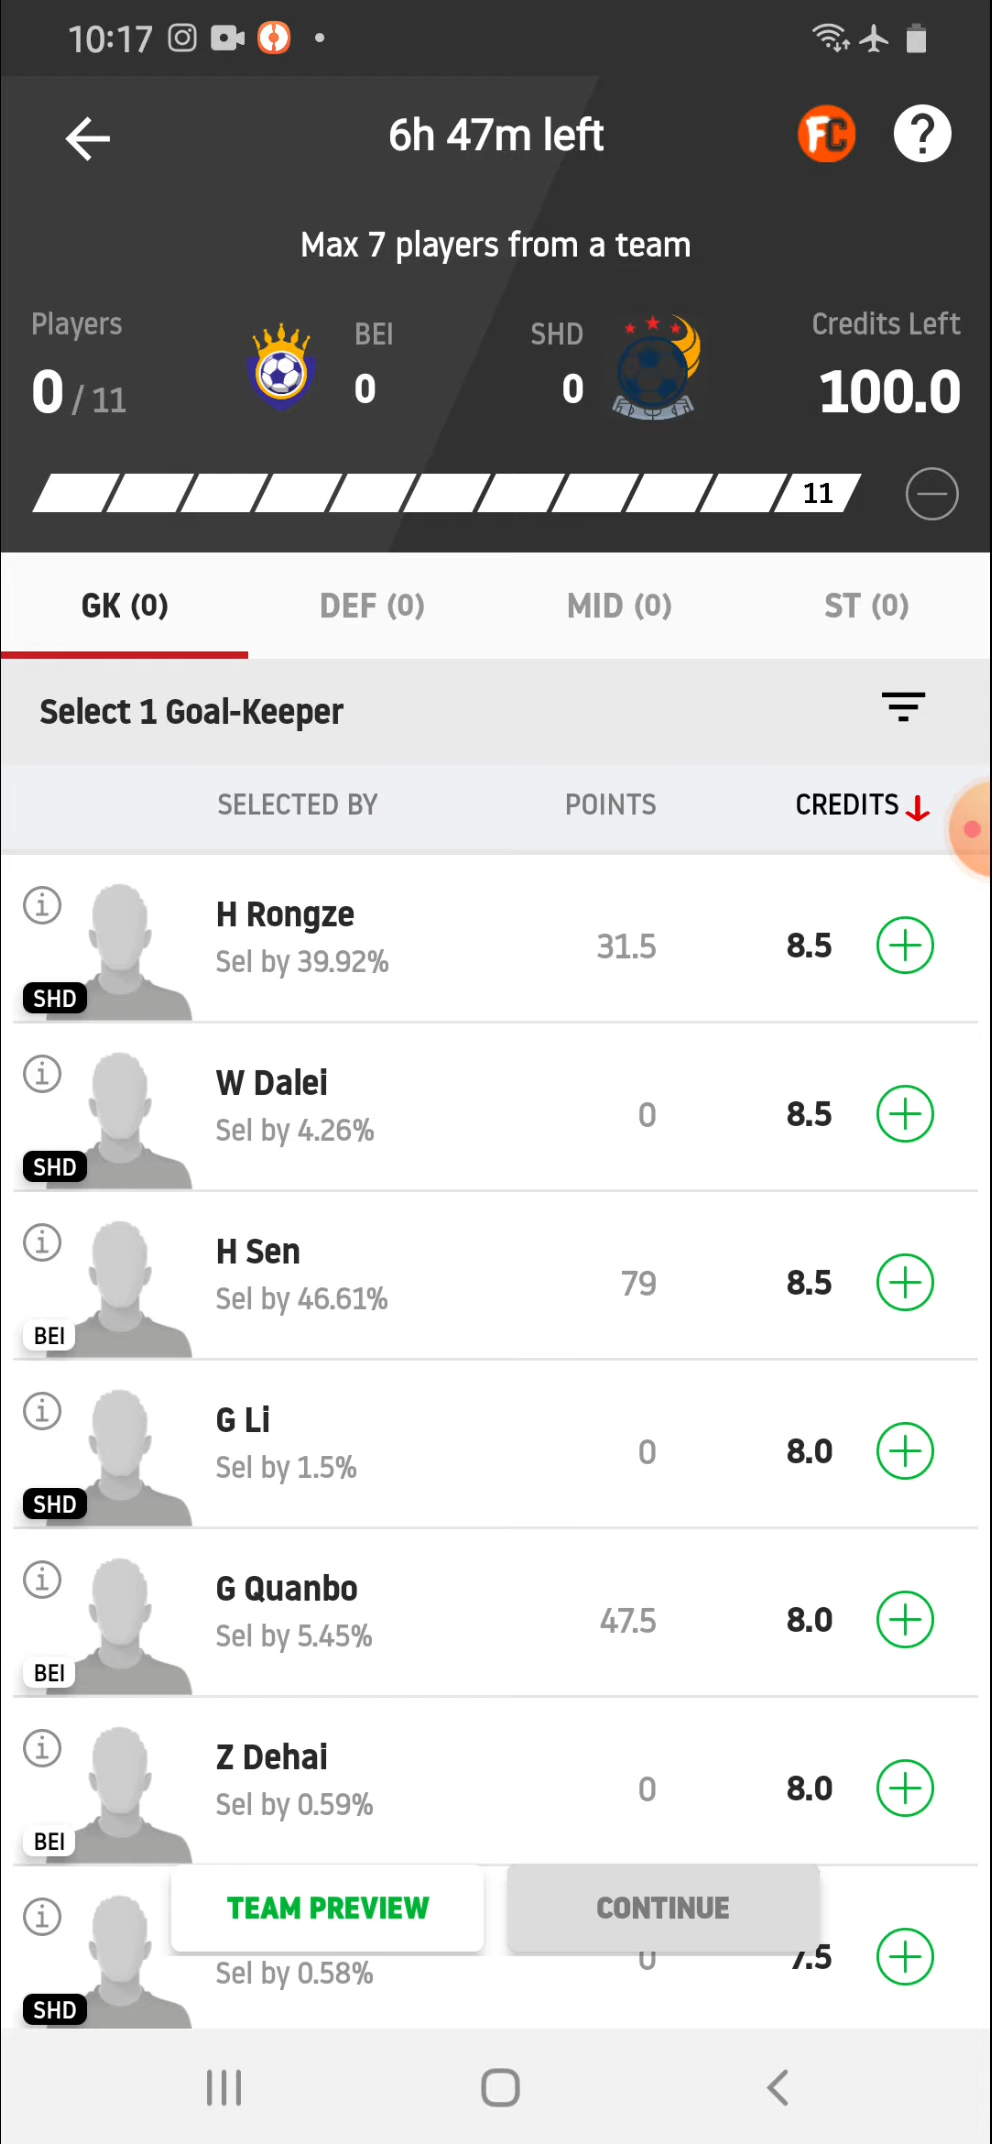 10:17
6h 47m left
FC
?
Max 7 players from a team
Players
BEI
SHD
Credits Left
0 / 11
0
0
100.0
11
GK (0)
DEF (0)
MID (0)
ST (0)
Select 1 Goal-Keeper
SELECTED BY
POINTS
CREDITS
H Rongze
Sel by 39.92%
31.5
8.5
SHD
W Dalei
Sel by 4.26%
0
8.5
SHD
H Sen
Sel by 46.61%
79
8.5
BEI
G Li
Sel by 1.5%
0
8.0
SHD
G Quanbo
Sel by 5.45%
47.5
8.0
BEI
Z Dehai
Sel by 0.59%
0
8.0
BEI
TEAM PREVIEW
CONTINUE
Sel by 0.58%
0
7.5
SHD